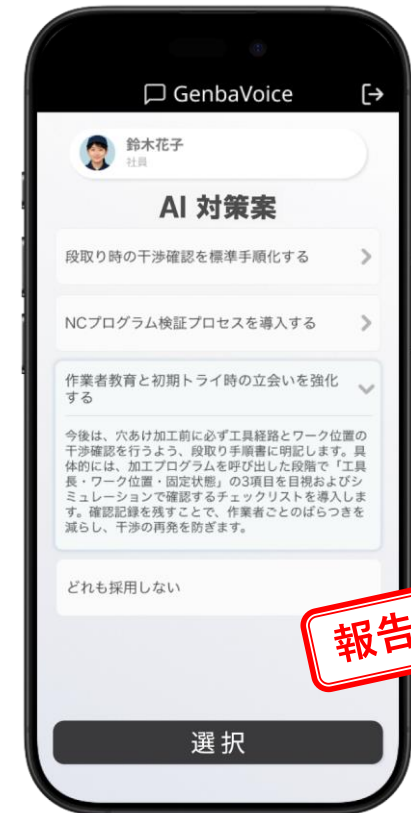 GenbaVoice
鈴木花子
社員
AI 対策案
段取り時の干渉確認を標準手順化する
NCプログラム検証プロセスを導入する
作業者教育と初期トライ時の立会いを強化
する
今後は、穴あけ加工前に必ず工具経路とワーク位置の
干渉確認を行うよう、段取り手順書に明記します。具
体的には、加工プログラムを呼び出した段階で「工具
長・ワーク位置・固定状態」の3項目を目視およびシ
ミュレーションで確認するチェックリストを導入しま
す。確認記録を残すことで、作業者ごとのばらつきを
減らし、干渉の再発を防ぎます。
どれも採用しない
報告
選択